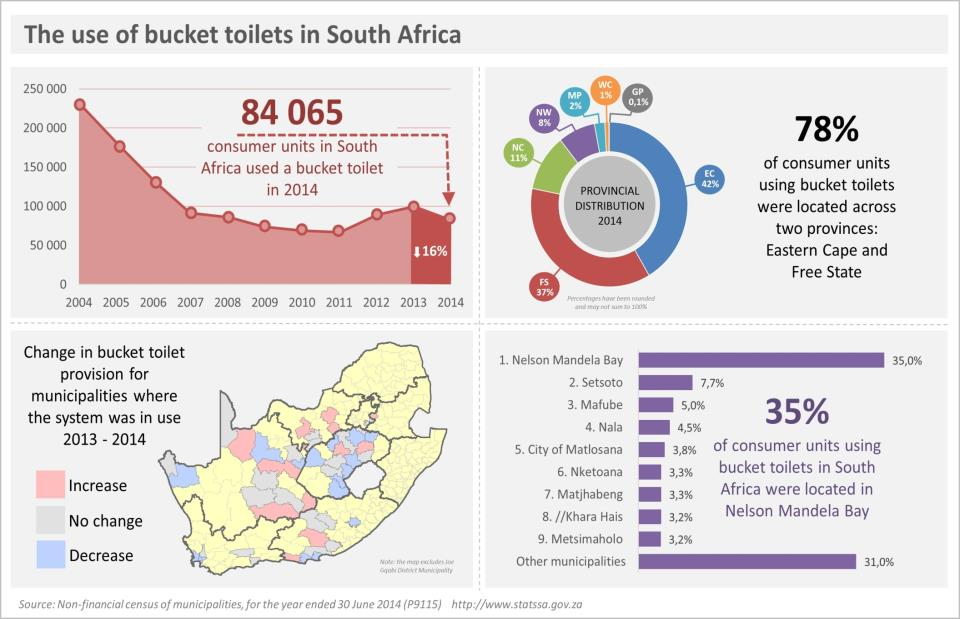 The use of bucket toilets in South Africa
250 000
200 000
150 000
100 000
50 000
0
2004 2005 2006 2007 2008 2009 2010 2011 2012 2013 2014
84 065
consumer units in South
Africa used a bucket toilet
in 2014
⬇16%
PROVINCIAL
DISTRIBUTION
2014
EC
42%
FS
37%
NC
11%
NW
8%
MP
2%
WC
1%
GP
0,1%
Percentages have been rounded
and may not sum to 100%
78%
of consumer units
using bucket toilets
were located across
two provinces:
Eastern Cape and
Free State
Change in bucket toilet
provision for
municipalities where
the system was in use
2013 - 2014
Increase
No change
Decrease
Note: the map excludes Joe
Gqabi District Municipality
1. Nelson Mandela Bay 35,0%
2. Setsoto 7,7%
3. Mafube 5,0%
4. Nala 4,5%
5. City of Matlosana 3,8%
6. Nketoana 3,3%
7. Matjhabeng 3,3%
8. //Khara Hais 3,2%
9. Metsimaholo 3,2%
Other municipalities 31,0%
35%
of consumer units using
bucket toilets in South
Africa were located in
Nelson Mandela Bay
Source: Non-financial census of municipalities, for the year ended 30 June 2014 (P9115) http://www.statssa.gov.za